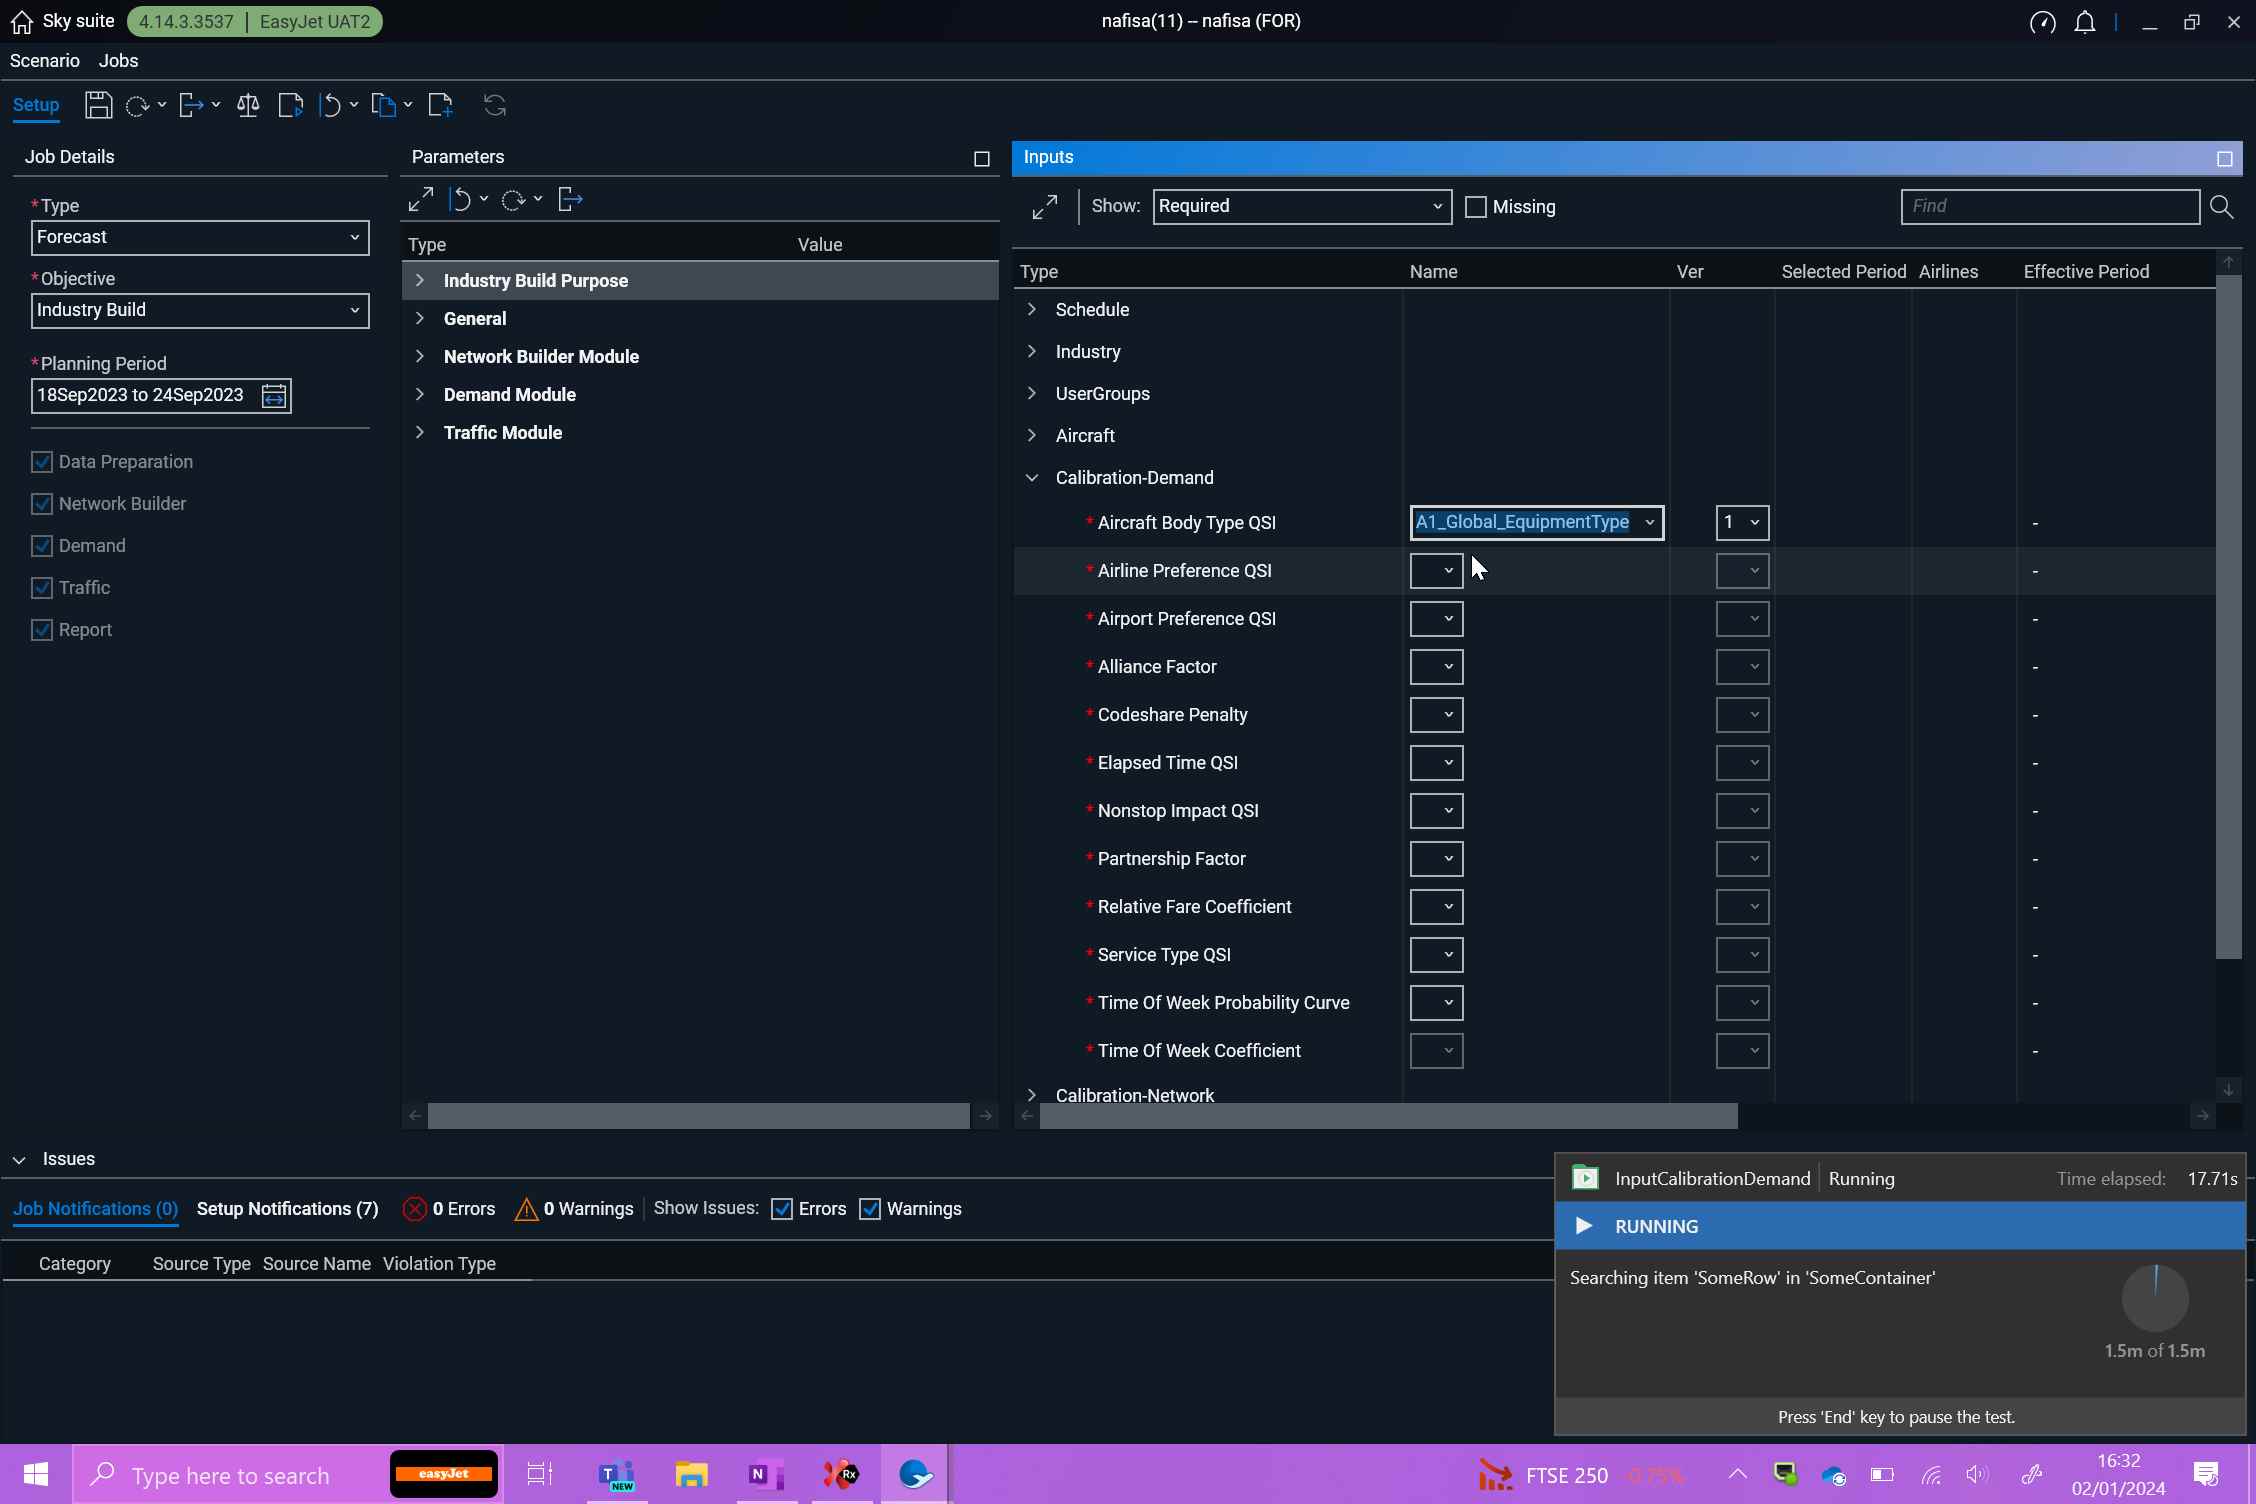 Sky suite 4.14.3.3537 | EasyJet UAT2 nafisa(11) -- nafisa (FOR)
Scenario Jobs
Setup
Job Details
*Type
Forecast
*Objective
Industry Build
*Planning Period
18Sep2023 to 24Sep2023
Data Preparation
Network Builder
Demand
Traffic
Report
Parameters
Type Value
Industry Build Purpose
General
Network Builder Module
Demand Module
Traffic Module
Inputs
Show: Required Missing Find
Type Name Ver Selected Period Airlines Effective Period
Schedule
Industry
UserGroups
Aircraft
Calibration-Demand
* Aircraft Body Type QSI A1_Global_EquipmentType 1 -
* Airline Preference QSI -
* Airport Preference QSI -
* Alliance Factor -
* Codeshare Penalty -
* Elapsed Time QSI -
* Nonstop Impact QSI -
* Partnership Factor -
* Relative Fare Coefficient -
* Service Type QSI -
* Time Of Week Probability Curve -
* Time Of Week Coefficient -
Calibration-Network
Issues
Job Notifications (0) Setup Notifications (7) 0 Errors 0 Warnings Show Issues: Errors Warnings
Category Source Type Source Name Violation Type
InputCalibrationDemand Running Time elapsed: 17.71s
RUNNING
Searching item 'SomeRow' in 'SomeContainer'
1.5m of 1.5m
Press 'End' key to pause the test.
Type here to search easyJet T NEW N Rx FTSE 250 -0.75% 16:32
02/01/2024